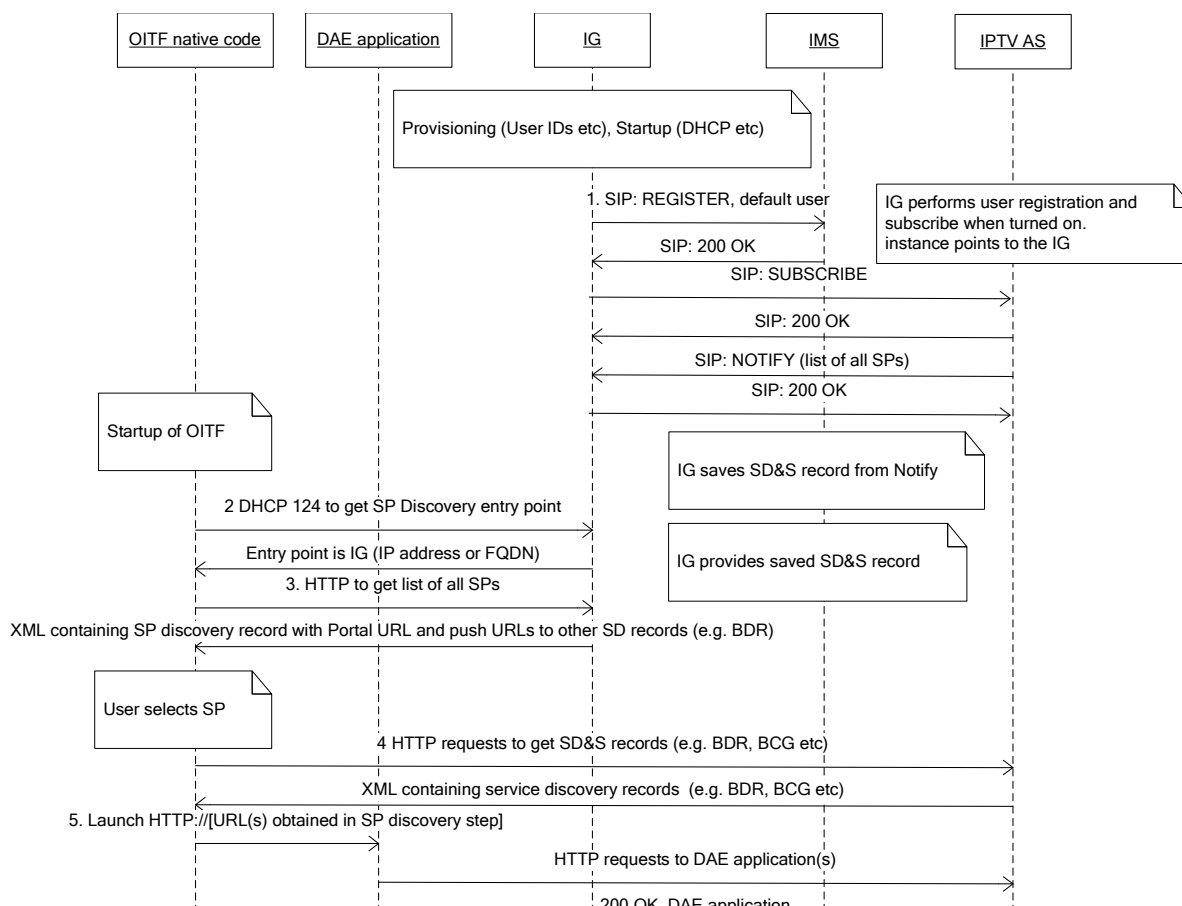 OITF native code
DAE application
IG
IMS
IPTV AS
Provisioning (User IDs etc), Startup (DHCP etc)
1. SIP: REGISTER, default user
IG performs user registration and
subscribe when turned on.
instance points to the IG
SIP: 200 OK
SIP: SUBSCRIBE
SIP: 200 OK
SIP: NOTIFY (list of all SPs)
SIP: 200 OK
Startup of OITF
IG saves SD&S record from Notify
2 DHCP 124 to get SP Discovery entry point
Entry point is IG (IP address or FQDN)
IG provides saved SD&S record
3. HTTP to get list of all SPs
XML containing SP discovery record with Portal URL and push URLs to other SD records (e.g. BDR)
User selects SP
4 HTTP requests to get SD&S records (e.g. BDR, BCG etc)
XML containing service discovery records (e.g. BDR, BCG etc)
5. Launch HTTP://[URL(s) obtained in SP discovery step]
HTTP requests to DAE application(s)
200 OK, DAE application